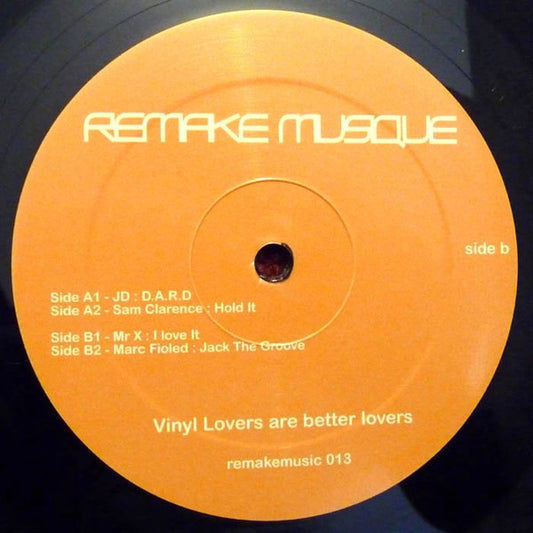 REMAKE MUSIQUE
side b
Side A1 - JD : D.A.R.D
Side A2 - Sam Clarence : Hold It
Side B1 - Mr X : I love It
Side B2 - Marc Fioled : Jack The Groove
Vinyl Lovers are better lovers
remakemusic 013